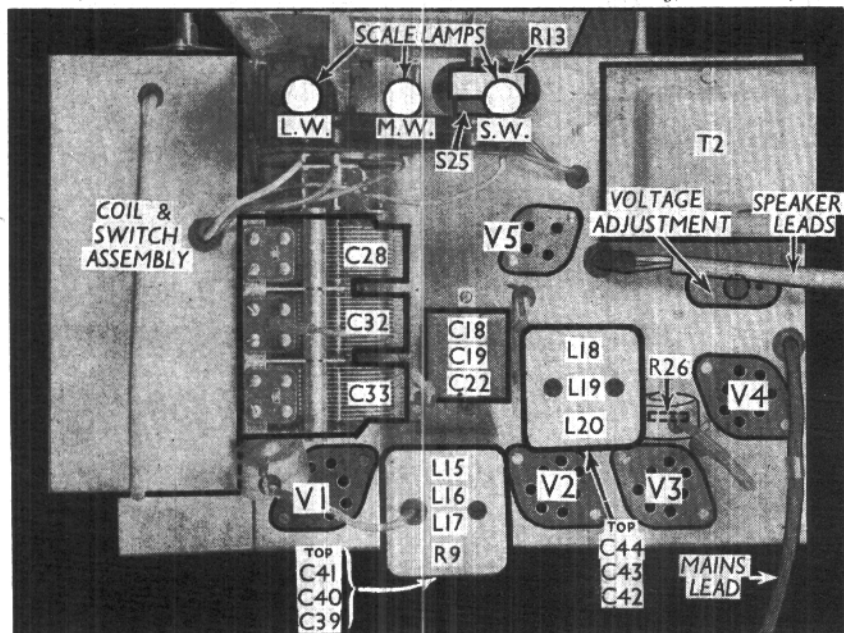 SCALE LAMPS
R13
L.W.
M.W.
S.W.
S25
T2
COIL &
SWITCH
ASSEMBLY
VOLTAGE
ADJUSTMENT
SPEAKER
LEADS
V5
C28
C32
C33
C18
C19
C22
L18
L19
L20
R26
V4
V1
L15
L16
L17
R9
V2
V3
TOP
C41
C40
C39
TOP
C44
C43
C42
MAINS
LEAD